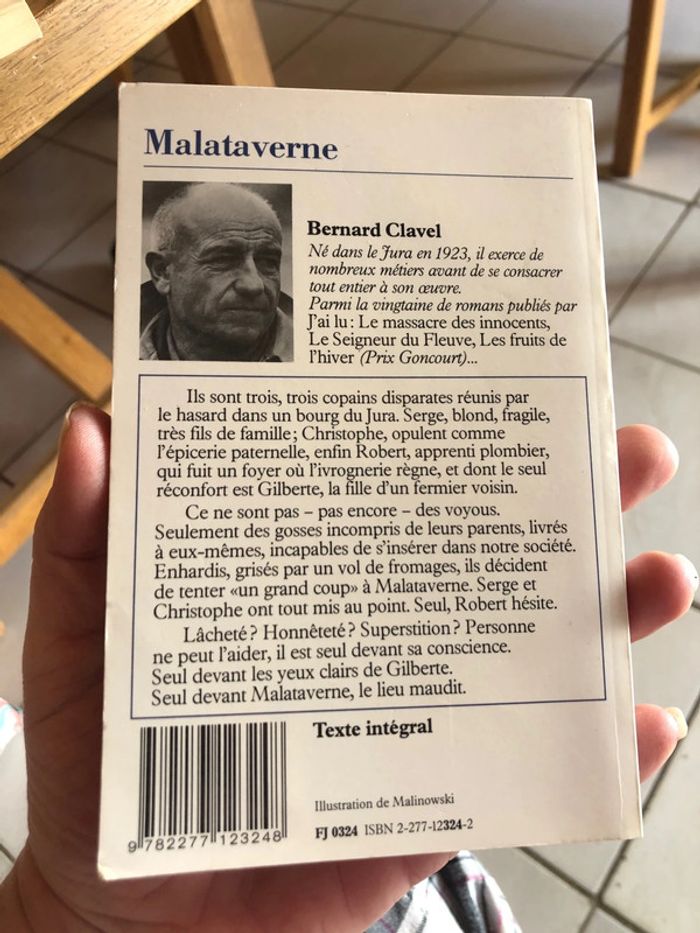 Malataverne
Bernard Clavel
Né dans le Jura en 1923, il exerce de
nombreux métiers avant de se consacrer
tout entier à son œuvre.
Parmi la vingtaine de romans publiés par
J'ai lu : Le massacre des innocents,
Le Seigneur du Fleuve, Les fruits de
l'hiver (Prix Goncourt)...
Ils sont trois, trois copains disparates réunis par
le hasard dans un bourg du Jura. Serge, blond, fragile,
très fils de famille ; Christophe, opulent comme
l'épicerie paternelle, enfin Robert, apprenti plombier,
qui fuit un foyer où l'ivrognerie règne, et dont le seul
réconfort est Gilberte, la fille d'un fermier voisin.
Ce ne sont pas – pas encore – des voyous.
Seulement des gosses incompris de leurs parents, livrés
à eux-mêmes, incapables de s'insérer dans notre société.
Enhardis, grisés par un vol de fromages, ils décident
de tenter «un grand coup» à Malataverne. Serge et
Christophe ont tout mis au point. Seul, Robert hésite.
Lâcheté ? Honnêteté ? Superstition ? Personne
ne peut l'aider, il est seul devant sa conscience.
Seul devant les yeux clairs de Gilberte.
Seul devant Malataverne, le lieu maudit.
Texte intégral
Illustration de Malinowski
FJ 0324 ISBN 2-277-12324-2
9 782277 123248